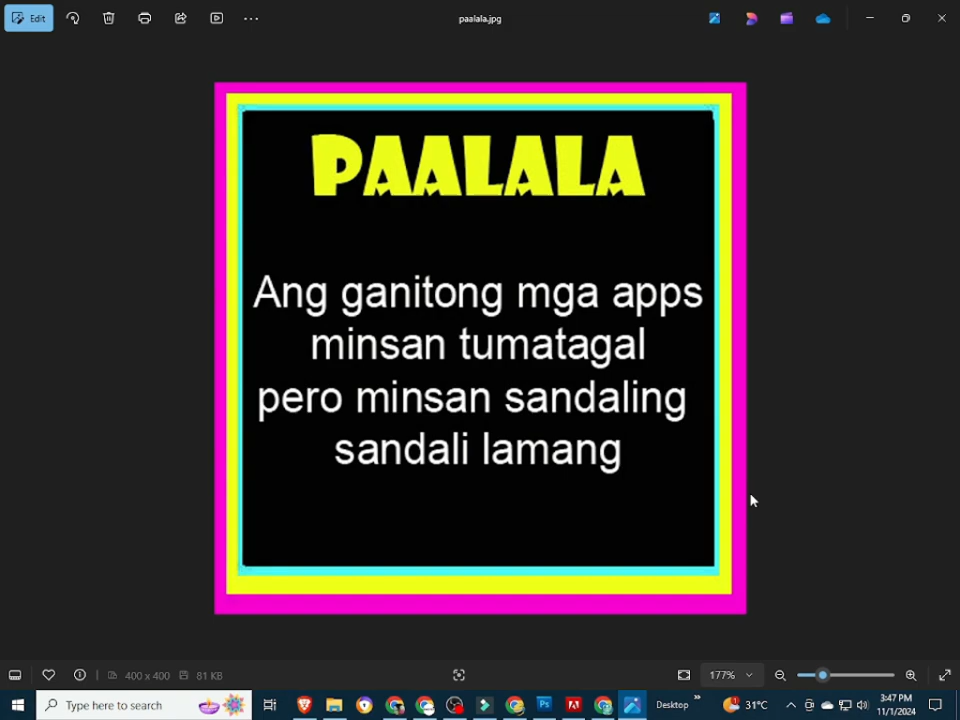 Edit
paalala.jpg
PAALALA
Ang ganitong mga apps
minsan tumatagal
pero minsan sandaling
sandali lamang
400 x 400
81 KB
177%
Type here to search
Desktop
31°C
3:47 PM
11/1/2024